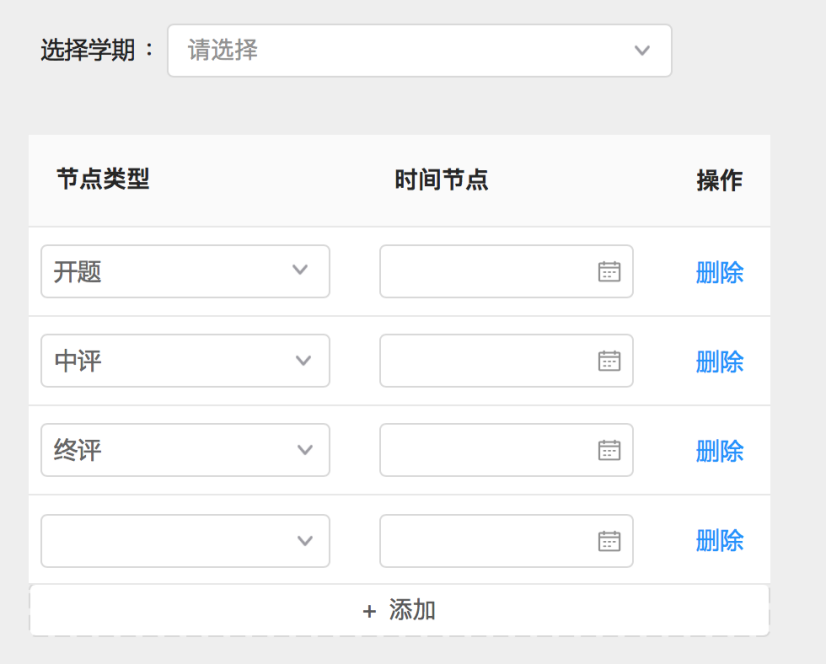 选择学期： 请选择
节点类型 时间节点 操作
开题 删除
中评 删除
终评 删除
删除
+ 添加